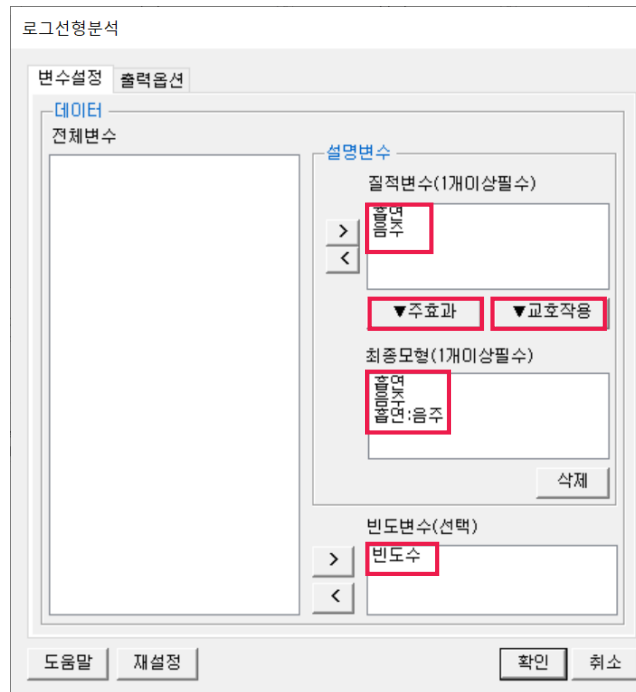 로그선형분석
변수설정 출력옵션
데이터
전체변수
설명변수
질적변수(1개이상필수)
흡연
음주
>
<
▼주효과 ▼교호작용
최종모형(1개이상필수)
흡연
음주
흡연:음주
삭제
빈도변수(선택)
빈도수
>
<
도움말 재설정 확인 취소